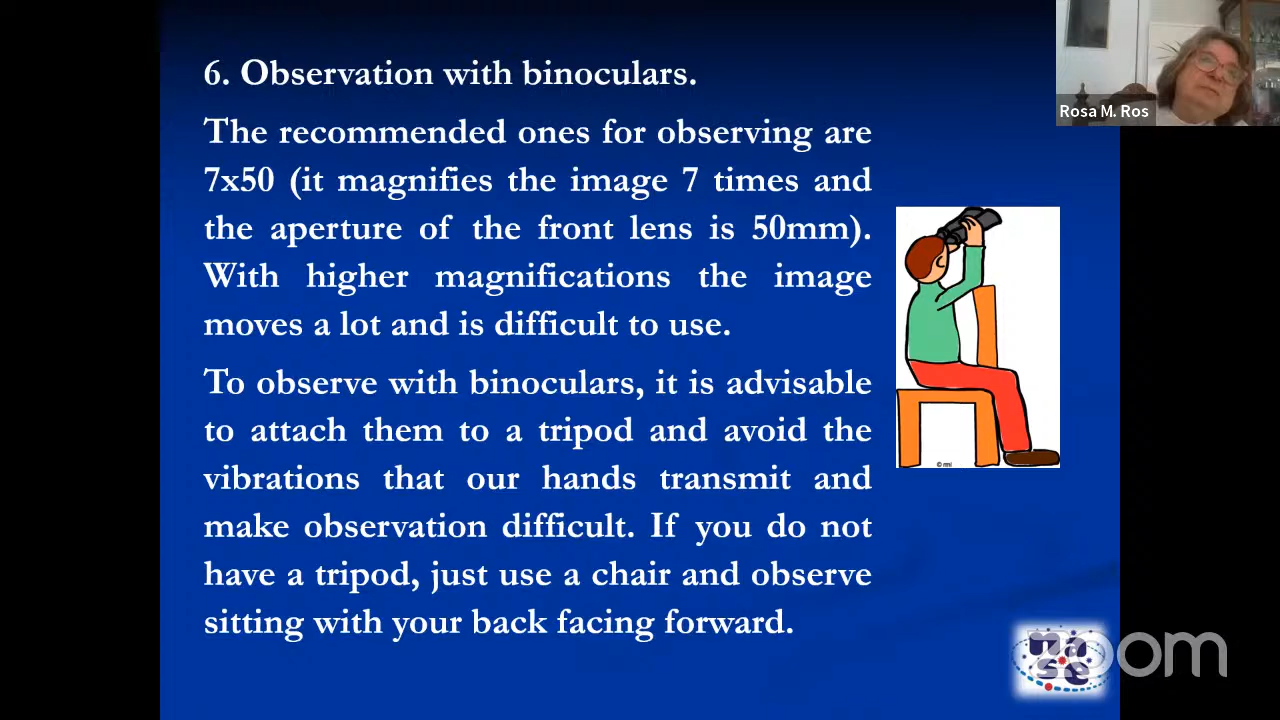 6. Observation with binoculars.
The recommended ones for observing are
7x50 (it magnifies the image 7 times and
the aperture of the front lens is 50mm).
With higher magnifications the image
moves a lot and is difficult to use.
To observe with binoculars, it is advisable
to attach them to a tripod and avoid the
vibrations that our hands transmit and
make observation difficult. If you do not
have a tripod, just use a chair and observe
sitting with your back facing forward.
Rosa M. Ros
© rmi
nase
zoom